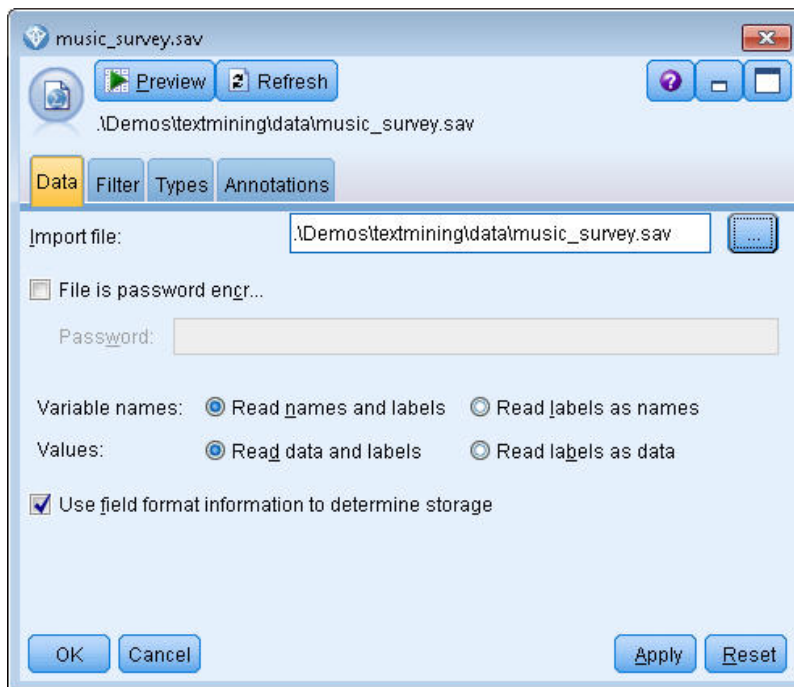 music_survey.sav
Preview Refresh
.\Demos\textmining\data\music_survey.sav
Data Filter Types Annotations
Import file: .\Demos\textmining\data\music_survey.sav ...
File is password encr...
Password:
Variable names: Read names and labels Read labels as names
Values: Read data and labels Read labels as data
Use field format information to determine storage
OK Cancel Apply Reset